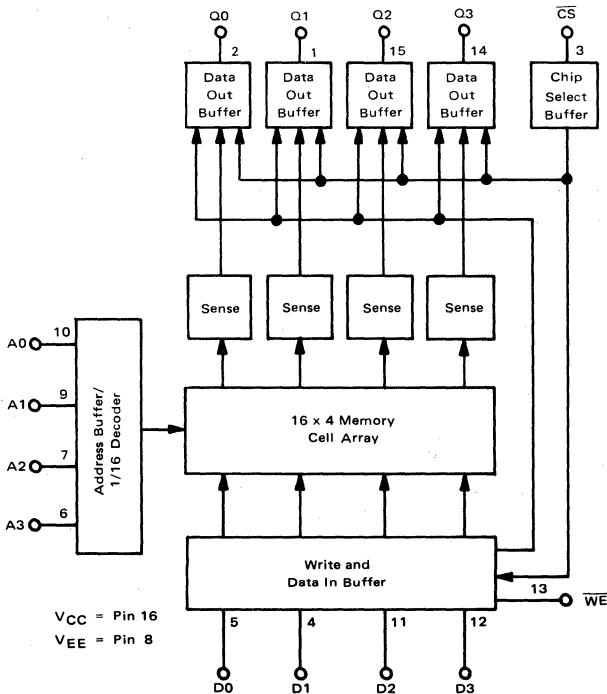 Q0 Q1 Q2 Q3 CS
2 1 15 14 3
Data Out Buffer
Data Out Buffer
Data Out Buffer
Data Out Buffer
Chip Select Buffer
Sense Sense Sense Sense
A0 10
A1 9
A2 7
A3 6
Address Buffer/
1/16 Decoder
16 x 4 Memory
Cell Array
Write and
Data In Buffer
13 WE
VCC = Pin 16
VEE = Pin 8
5 4 11 12
D0 D1 D2 D3